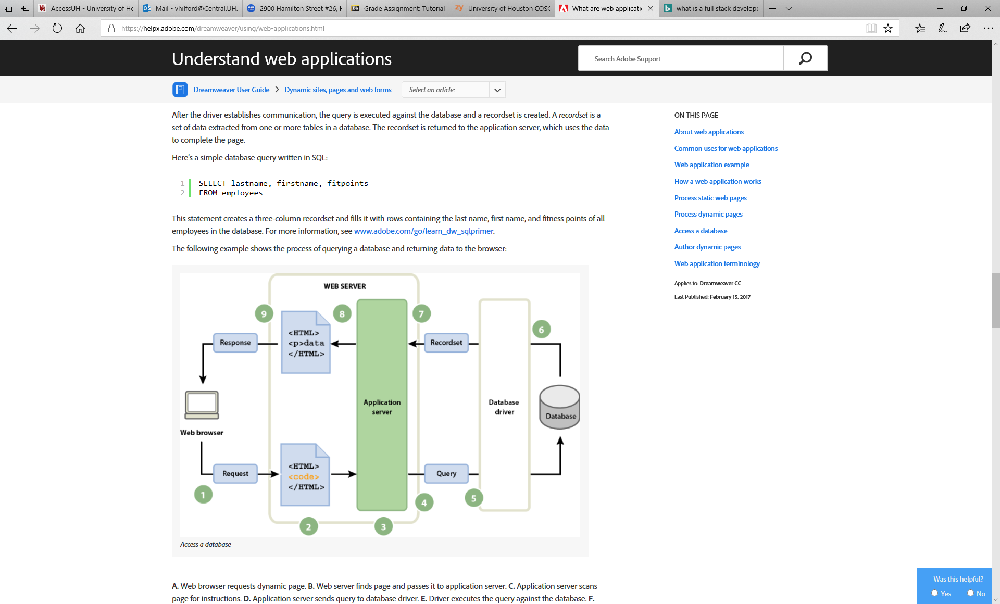 AccessUH - University of Ho
Mail - vhilford@Central.UH.
2900 Hamilton Street #26, H
Bb Grade Assignment: Tutorial
zy University of Houston COSC
What are web applicatio
b what is a full stack develope
https://helpx.adobe.com/dreamweaver/using/web-applications.html
Understand web applications
Search Adobe Support
Dreamweaver User Guide > Dynamic sites, pages and web forms
Select an article:
After the driver establishes communication, the query is executed against the database and a recordset is created. A recordset is a
set of data extracted from one or more tables in a database. The recordset is returned to the application server, which uses the data
to complete the page.
Here's a simple database query written in SQL:
1 SELECT lastname, firstname, fitpoints
2 FROM employees
This statement creates a three-column recordset and fills it with rows containing the last name, first name, and fitness points of all
employees in the database. For more information, see www.adobe.com/go/learn_dw_sqlprimer.
The following example shows the process of querying a database and returning data to the browser:
WEB SERVER
9
8
7
6
Response
<HTML>
<p>data
</HTML>
Recordset
Application
server
Database
driver
Database
Web browser
Request
<HTML>
<code>
</HTML>
Query
1
2
3
4
5
Access a database
A. Web browser requests dynamic page. B. Web server finds page and passes it to application server. C. Application server scans
page for instructions. D. Application server sends query to database driver. E. Driver executes the query against the database. F.
ON THIS PAGE
About web applications
Common uses for web applications
Web application example
How a web application works
Process static web pages
Process dynamic pages
Access a database
Author dynamic pages
Web application terminology
Applies to: Dreamweaver CC
Last Published: February 15, 2017
Was this helpful?
Yes
No